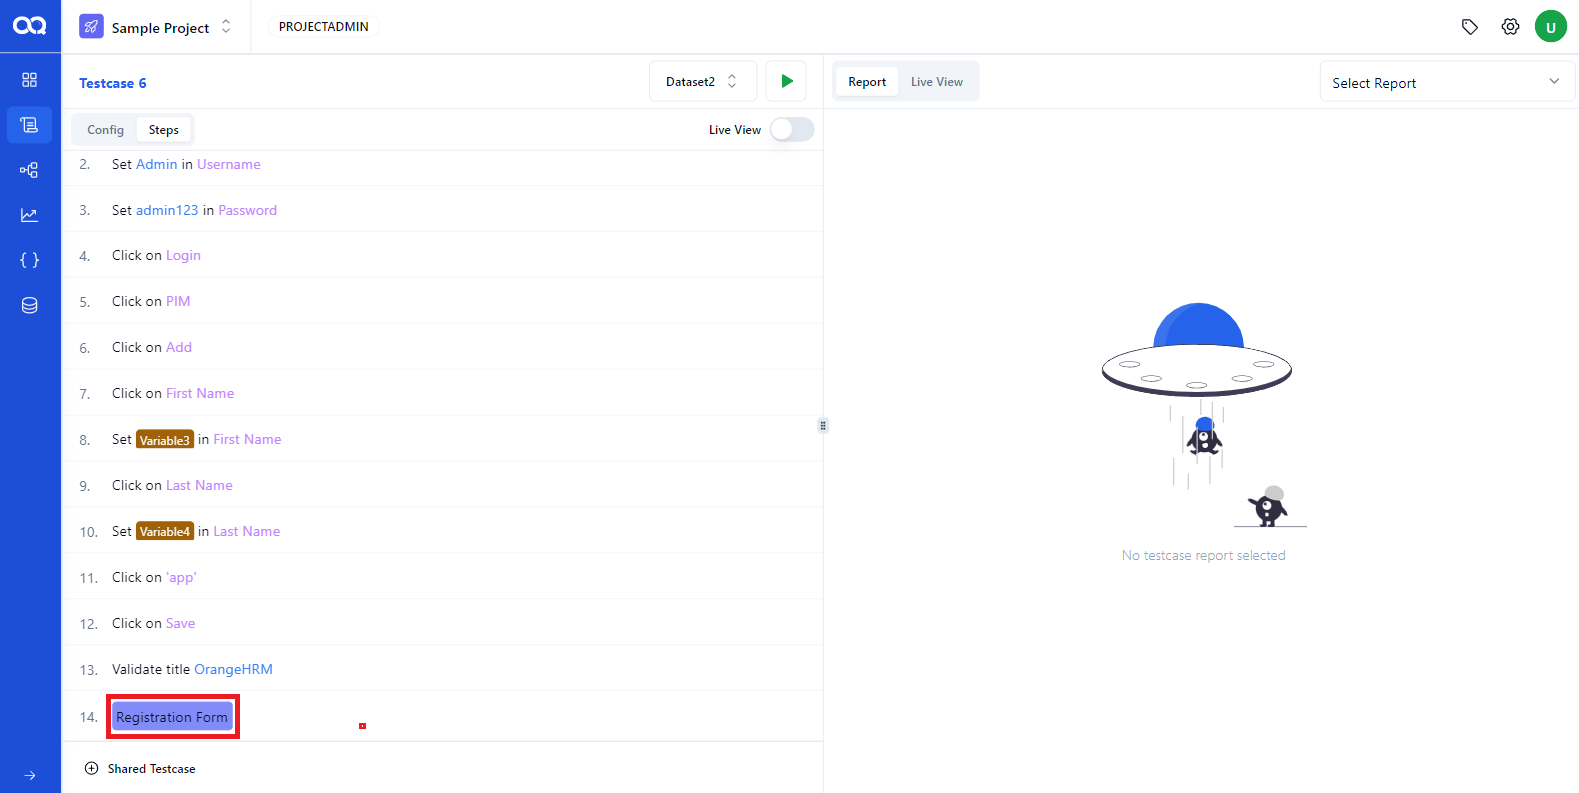 Sample Project
PROJECTADMIN
U
Testcase 6
Dataset2
Report
Live View
Select Report
Config
Steps
Live View
2. Set Admin in Username
3. Set admin123 in Password
4. Click on Login
5. Click on PIM
6. Click on Add
7. Click on First Name
8. Set Variable3 in First Name
9. Click on Last Name
10. Set Variable4 in Last Name
11. Click on 'app'
12. Click on Save
13. Validate title OrangeHRM
14. Registration Form
Shared Testcase
No testcase report selected